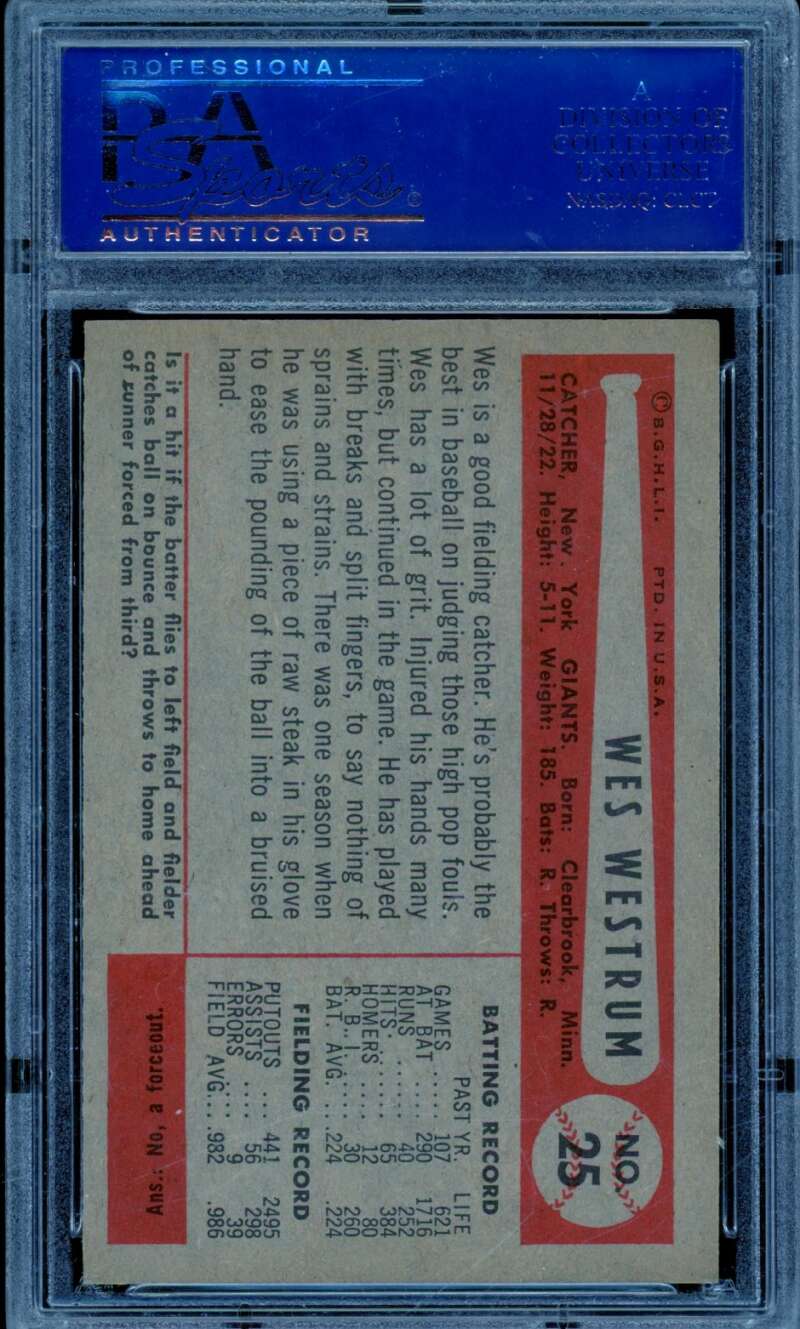 PROFESSIONAL
PSA
Sports
AUTHENTICATOR
A
DIVISION OF
COLLECTORS
UNIVERSE
NASDAQ: CLCT
© B.G.H.L.I. PTD. IN U.S.A.
WES WESTRUM
NO.
25
CATCHER, New York GIANTS. Born: Clearbrook, Minn.
11/28/22. Height: 5-11. Weight: 185. Bats: R. Throws: R.
Wes is a good fielding catcher. He's probably the
best in baseball on judging those high pop fouls.
Wes has a lot of grit. Injured his hands many
times, but continued in the game. He has played
with breaks and split fingers, to say nothing of
sprains and strains. There was one season when
he was using a piece of raw steak in his glove
to ease the pounding of the ball into a bruised
hand.
BATTING RECORD
PAST YR. LIFE
GAMES ..... 107 621
AT BAT .... 290 1716
RUNS ...... 40 252
HITS ...... 65 384
HOMERS .... 12 80
R. B. I. .... 30 260
BAT. AVG. ... .224 .224
FIELDING RECORD
PUTOUTS ... 441 2495
ASSISTS .... 56 298
ERRORS .... 9 39
FIELD AVG... .982 .986
Is it a hit if the batter flies to left field and fielder
catches ball on bounce and throws to home ahead
of runner forced from third?
Ans.: No, a forceout.